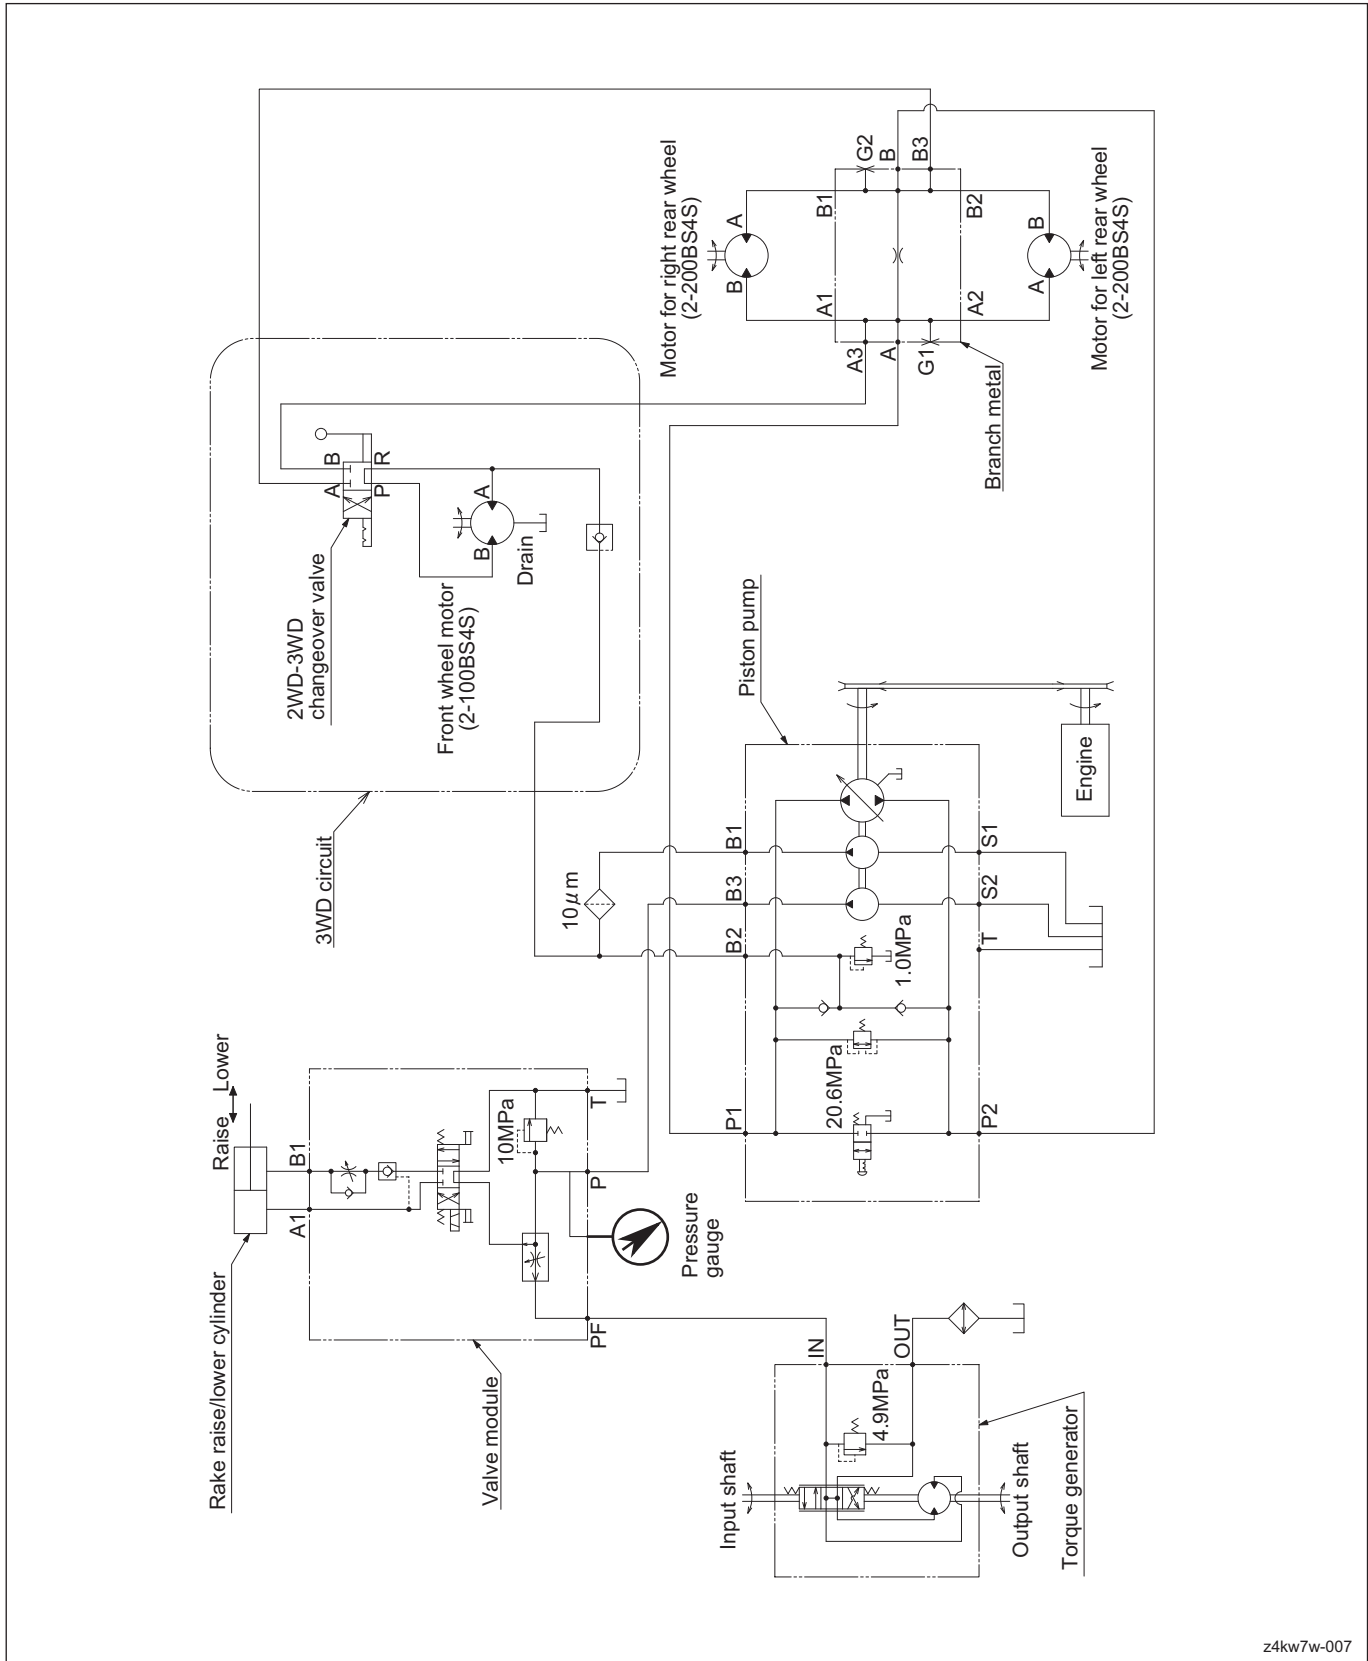 Rake raise/lower cylinder
Raise
Lower
A1
B1
Valve module
10MPa
PF
P
T
Pressure
gauge
3WD circuit
2WD-3WD
changeover valve
A
B
P
R
Front wheel motor
(2-100BS4S)
B
A
Drain
Motor for right rear wheel
(2-200BS4S)
B
A
A1
B1
G2
B
B3
A3
A
G1
A2
B2
Branch metal
A
B
Motor for left rear wheel
(2-200BS4S)
10μm
Piston pump
P1
B2
B3
B1
20.6MPa
1.0MPa
P2
T
S2
S1
Engine
Input shaft
IN
OUT
4.9MPa
Output shaft
Torque generator
z4kw7w-007